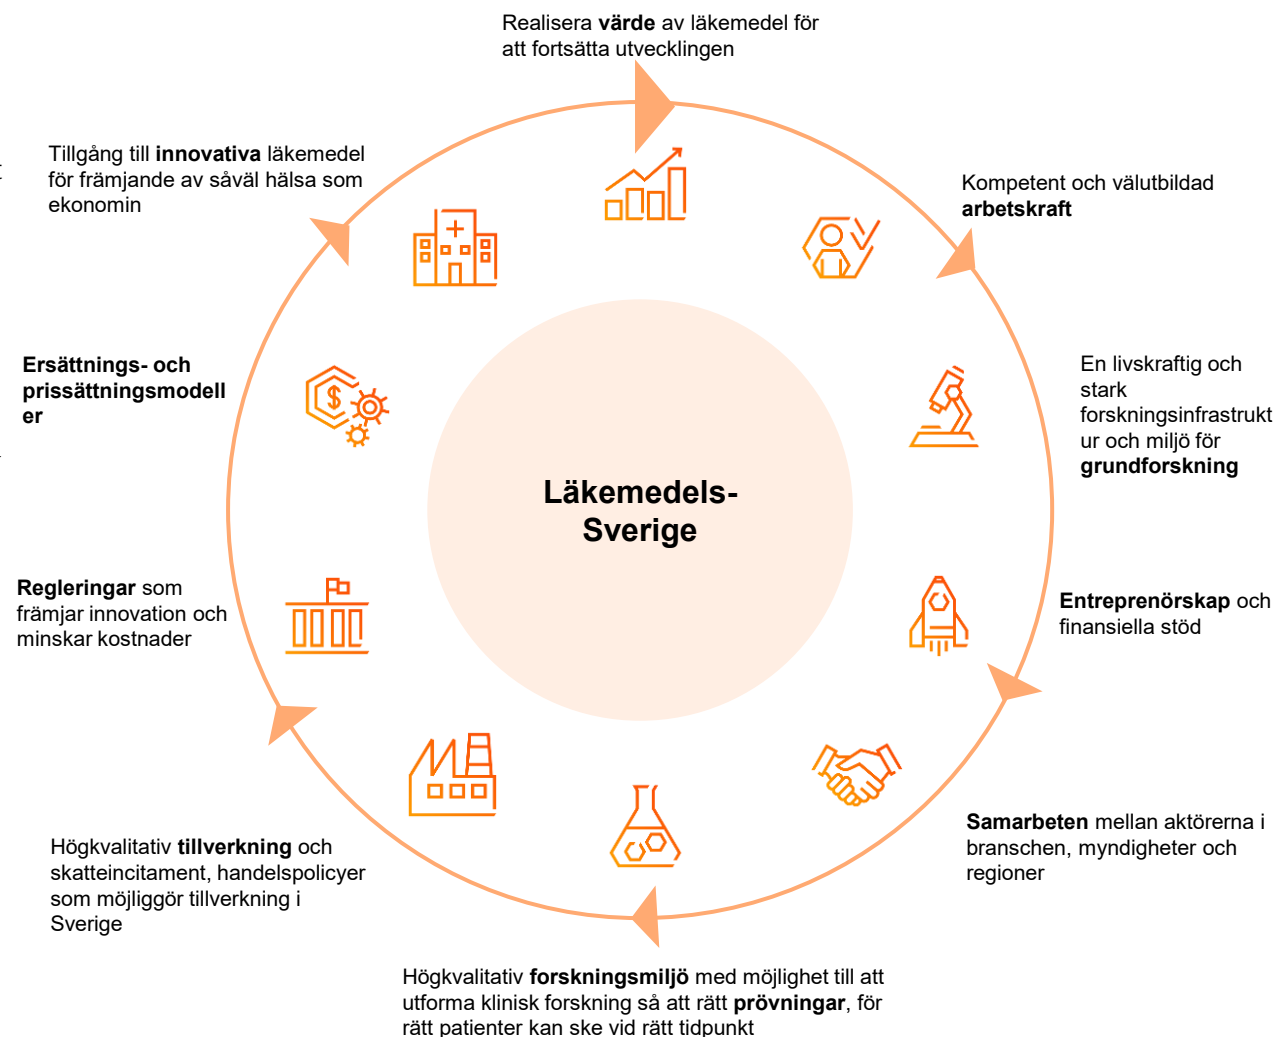 Realisera värde av läkemedel för
att fortsätta utvecklingen
Kompetent och välutbildad
arbetskraft
En livskraftig och
stark
forskningsinfrastrukt
ur och miljö för
grundforskning
Entreprenörskap och
finansiella stöd
Samarbeten mellan aktörerna i
branschen, myndigheter och
regioner
Högkvalitativ forskningsmiljö med möjlighet till att
utforma klinisk forskning så att rätt prövningar, för
rätt patienter kan ske vid rätt tidpunkt
Högkvalitativ tillverkning och
skatteincitament, handelspolicyer
som möjliggör tillverkning i
Sverige
Regleringar som
främjar innovation och
minskar kostnader
Ersättnings- och
prissättningsmodell
er
Tillgång till innovativa läkemedel
för främjande av såväl hälsa som
ekonomin
$
Läkemedels-
Sverige